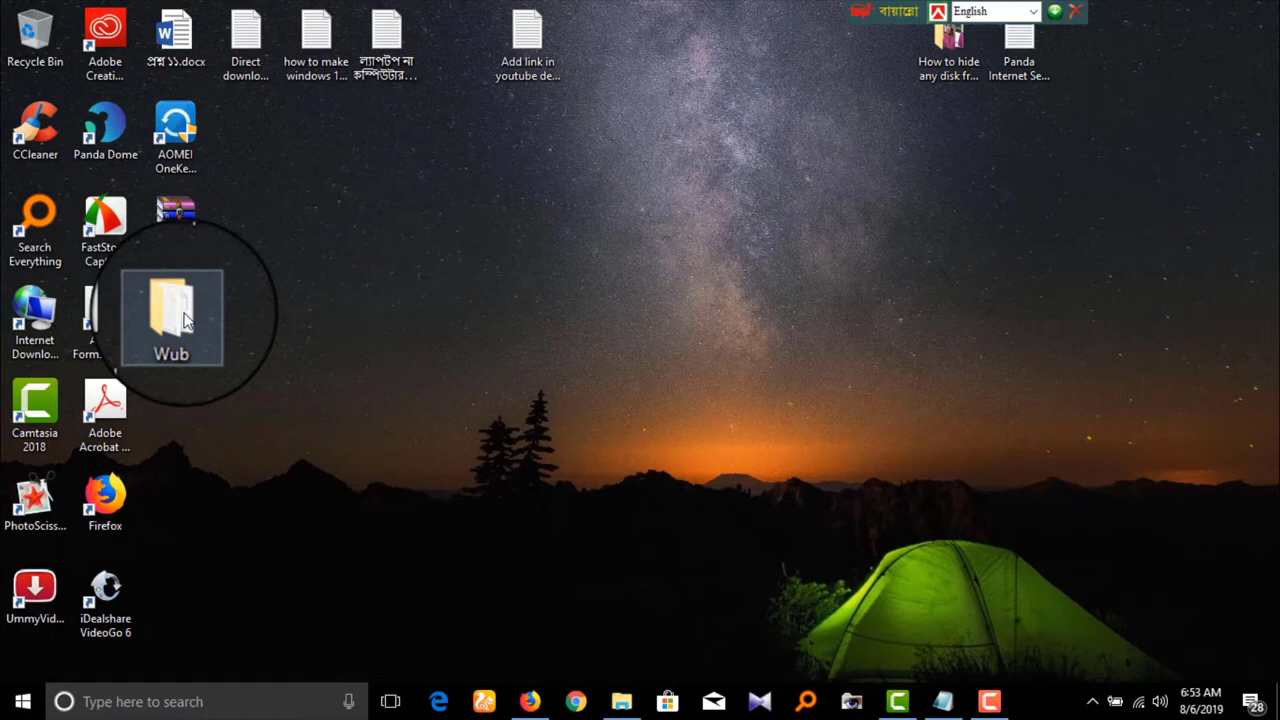 বায়ান্নো
English
Recycle Bin
Adobe
Creati...
প্রশ্ন ১১.docx
Direct
downlo...
how to make
windows 1...
ল্যাপটপ না
কম্পিউটার...
Add link in
youtube de...
How to hide
any disk fr...
Panda
Internet Se...
CCleaner
Panda Dome
AOMEI
OneKe...
Search
Everything
FastSto
Cap
Internet
Downlo...
A
Form
Wub
Camtasia
2018
Adobe
Acrobat ...
PhotoSciss...
Firefox
UmmyVid...
iDealshare
VideoGo 6
Type here to search
6:53 AM
8/6/2019
28